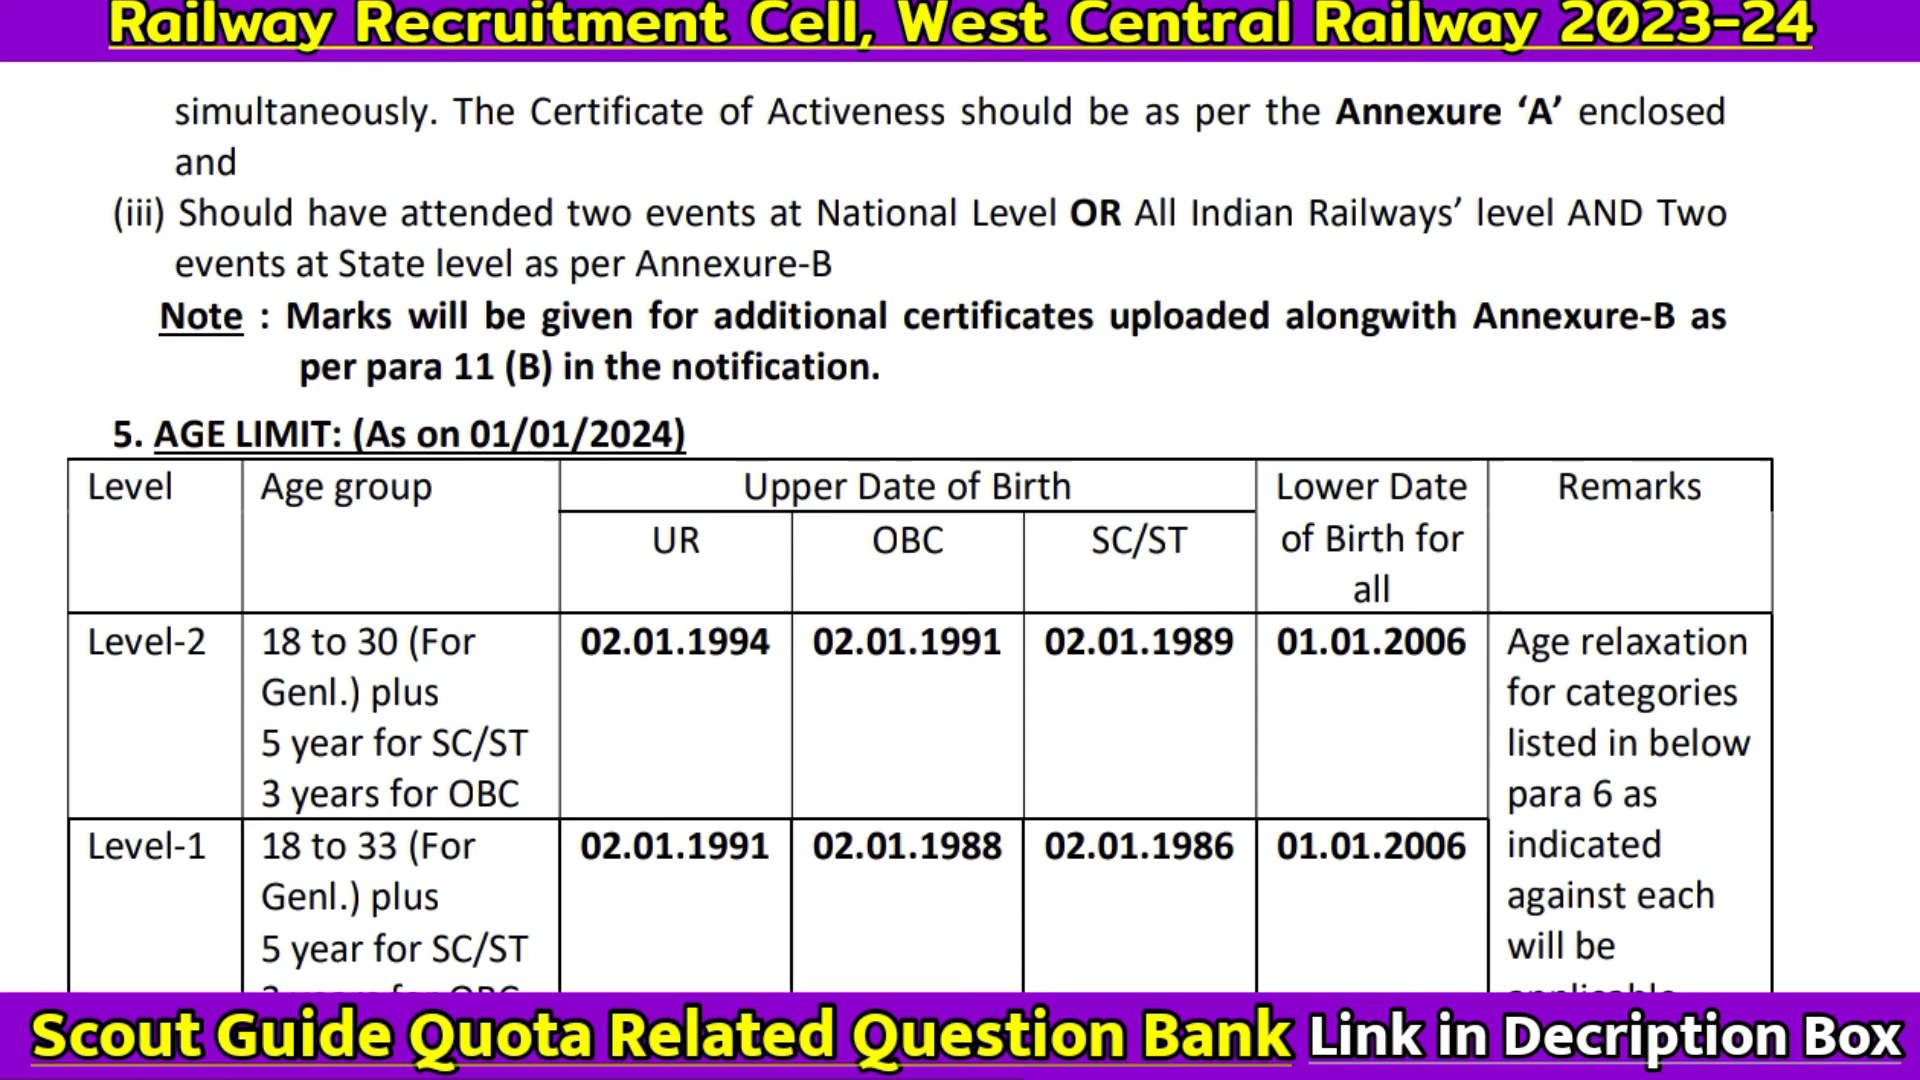 Railway Recruitment Cell, West Central Railway 2023-24
simultaneously. The Certificate of Activeness should be as per the Annexure ‘A’ enclosed
and
(iii) Should have attended two events at National Level OR All Indian Railways’ level AND Two
events at State level as per Annexure-B
Note : Marks will be given for additional certificates uploaded alongwith Annexure-B as
per para 11 (B) in the notification.
5. AGE LIMIT: (As on 01/01/2024)
Level Age group Upper Date of Birth Lower Date Remarks
UR OBC SC/ST of Birth for
all
Level-2 18 to 30 (For 02.01.1994 02.01.1991 02.01.1989 01.01.2006 Age relaxation
Genl.) plus for categories
5 year for SC/ST listed in below
3 years for OBC para 6 as
Level-1 18 to 33 (For 02.01.1991 02.01.1988 02.01.1986 01.01.2006 indicated
Genl.) plus against each
5 year for SC/ST will be
Scout Guide Quota Related Question Bank Link in Decription Box